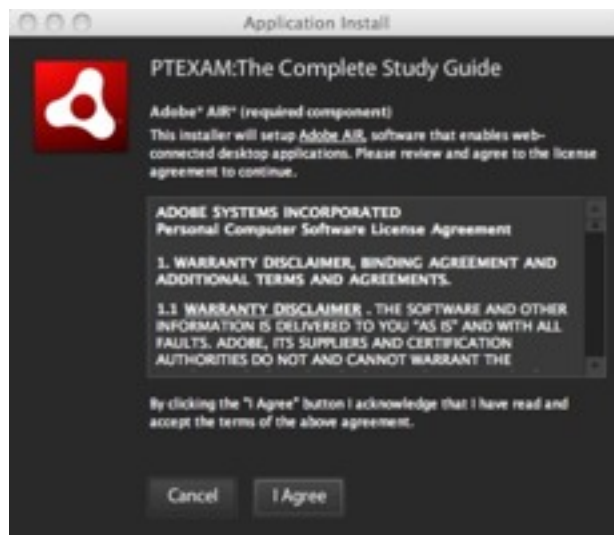 Application Install
PTEXAM:The Complete Study Guide
Adobe® AIR® (required component)
This installer will setup Adobe AIR, software that enables web-
connected desktop applications. Please review and agree to the license
agreement to continue.
ADOBE SYSTEMS INCORPORATED
Personal Computer Software License Agreement
1. WARRANTY DISCLAIMER, BINDING AGREEMENT AND
ADDITIONAL TERMS AND AGREEMENTS.
1.1 WARRANTY DISCLAIMER . THE SOFTWARE AND OTHER
INFORMATION IS DELIVERED TO YOU "AS IS" AND WITH ALL
FAULTS. ADOBE, ITS SUPPLIERS AND CERTIFICATION
AUTHORITIES DO NOT AND CANNOT WARRANT THE
By clicking the "I Agree" button I acknowledge that I have read and
accept the terms of the above agreement.
Cancel
I Agree